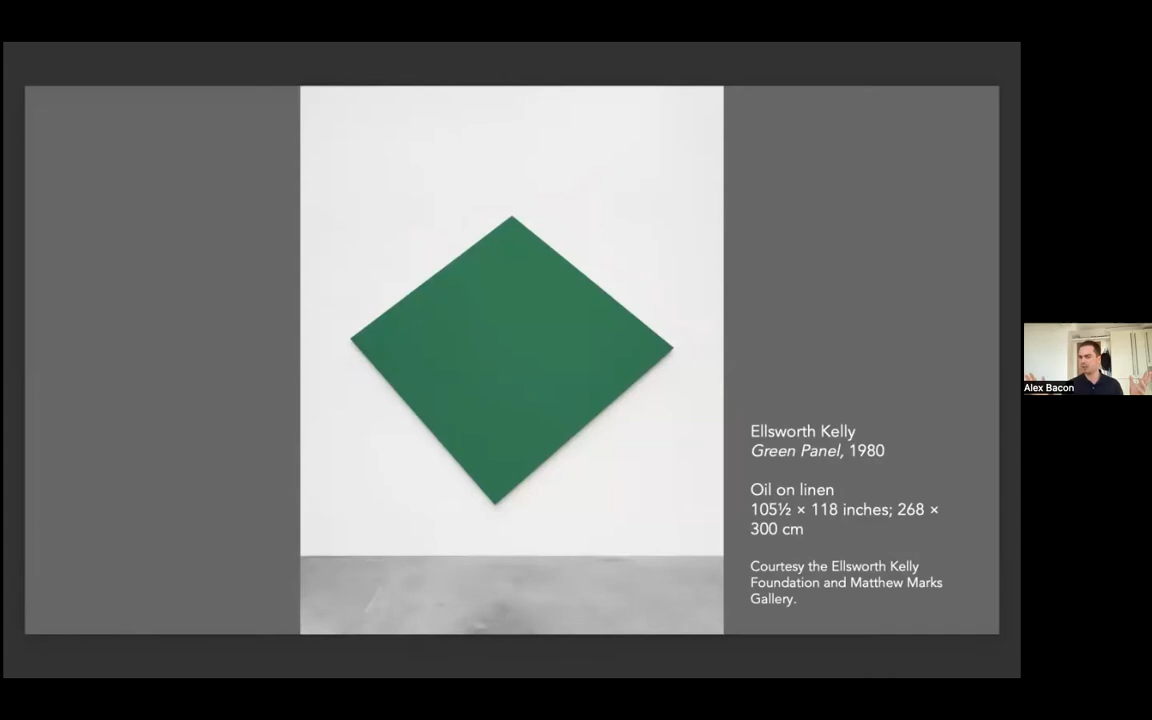 Ellsworth Kelly
Green Panel, 1980
Oil on linen
105½ × 118 inches; 268 ×
300 cm
Courtesy the Ellsworth Kelly
Foundation and Matthew Marks
Gallery.
Alex Bacon